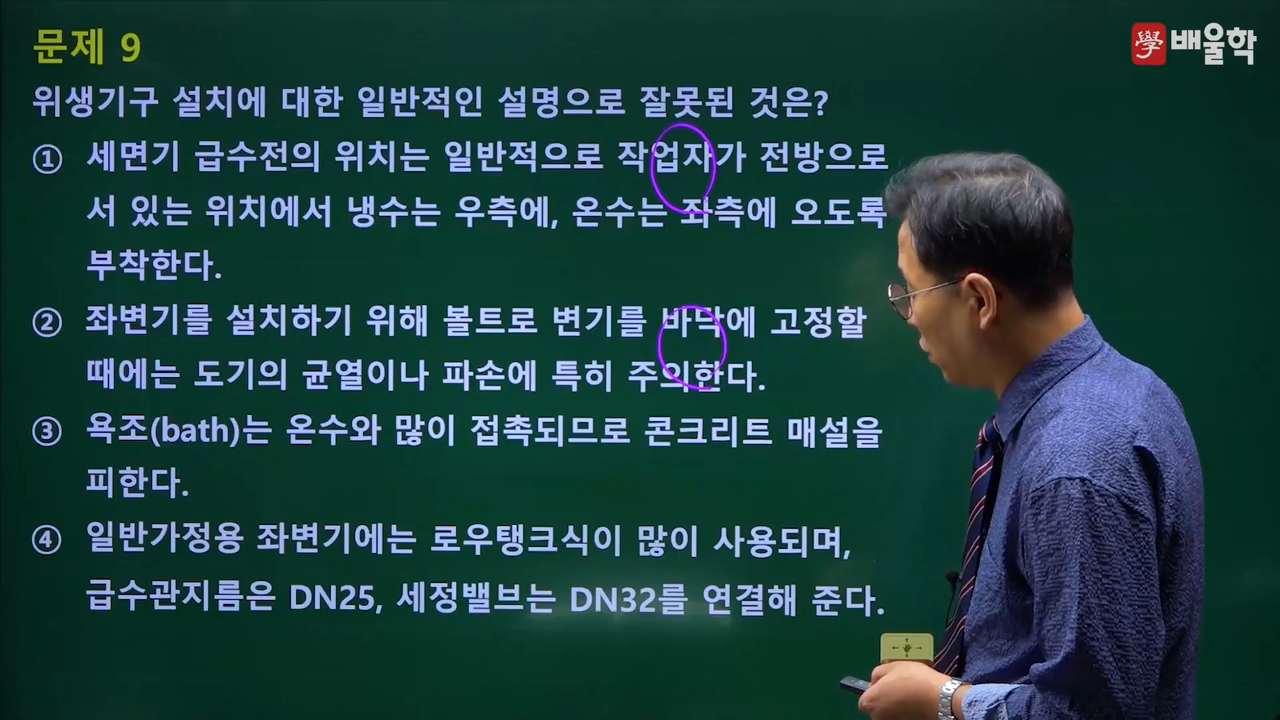 문제 9
學 배울학
위생기구 설치에 대한 일반적인 설명으로 잘못된 것은?
① 세면기 급수전의 위치는 일반적으로 작업자가 전방으로
서 있는 위치에서 냉수는 우측에, 온수는 좌측에 오도록
부착한다.
② 좌변기를 설치하기 위해 볼트로 변기를 바닥에 고정할
때에는 도기의 균열이나 파손에 특히 주의한다.
③ 욕조(bath)는 온수와 많이 접촉되므로 콘크리트 매설을
피한다.
④ 일반가정용 좌변기에는 로우탱크식이 많이 사용되며,
급수관지름은 DN25, 세정밸브는 DN32를 연결해 준다.